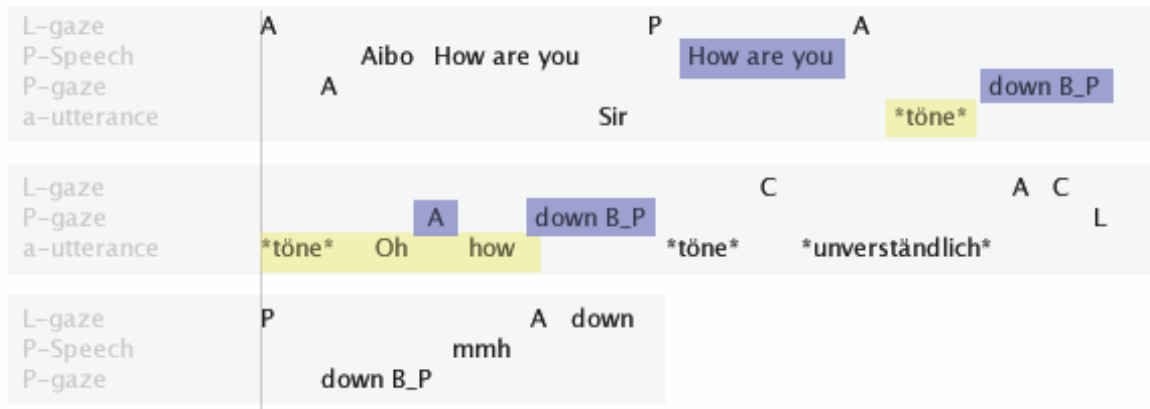 L-gaze A P A
P-Speech Aibo How are you How are you
P-gaze A down B_P
a-utterance Sir *töne*
L-gaze C A C
P-gaze A down B_P L
a-utterance *töne* Oh how *töne* *unverständlich*
L-gaze P A down
P-Speech mmh
P-gaze down B_P